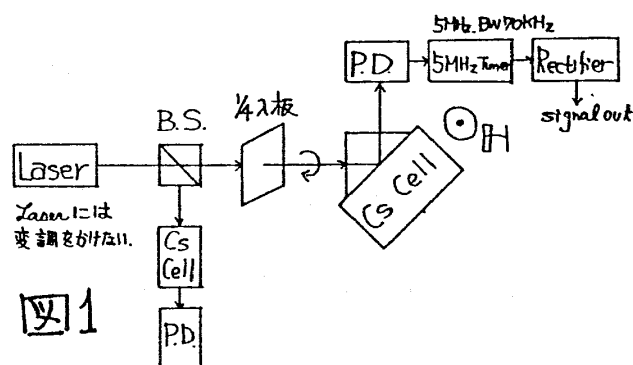 5MHz. BW70kHz
P.D.
5MHz Tuner
Rectifier
signal out
B.S.
1/4 λ板
Laser
Cs Cell
H
Laserには
変調をかけない.
Cs
Cell
P.D.
図1